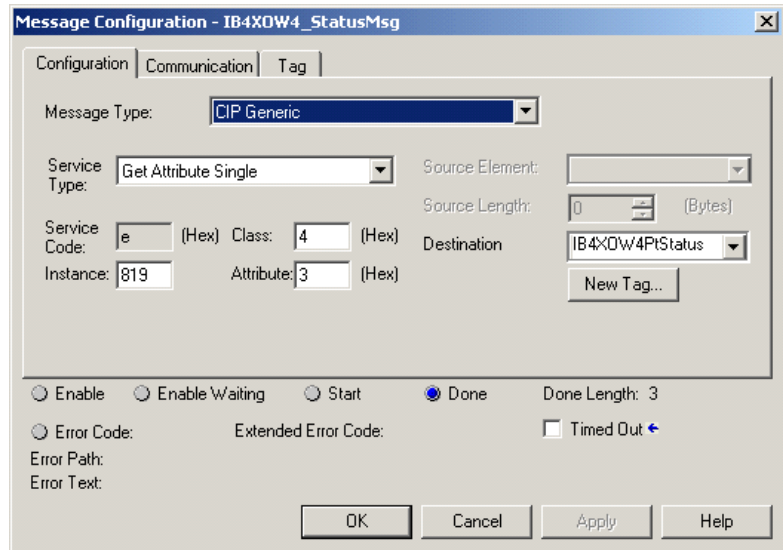 Message Configuration - IB4XOW4_StatusMsg
Configuration Communication Tag
Message Type: CIP Generic
Service Type: Get Attribute Single Source Element:
Source Length: 0 (Bytes)
Service Code: e (Hex) Class: 4 (Hex) Destination IB4XOW4PtStatus
Instance: 819 Attribute: 3 (Hex) New Tag...
Enable Enable Waiting Start Done Done Length: 3
Error Code: Extended Error Code: Timed Out
Error Path:
Error Text:
OK Cancel Apply Help